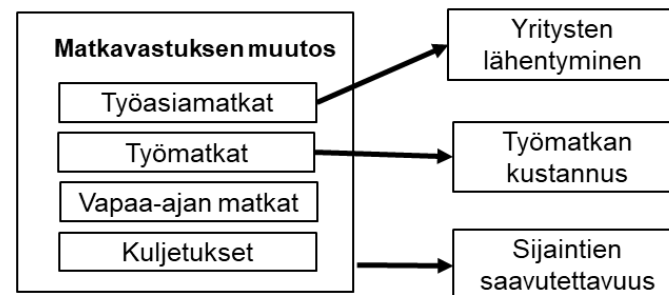 Matkavastuksen muutos
Työasiamatkat
Työmatkat
Vapaa-ajan matkat
Kuljetukset
Yritysten
lähentyminen
Työmatkan
kustannus
Sijaintien
saavutettavuus